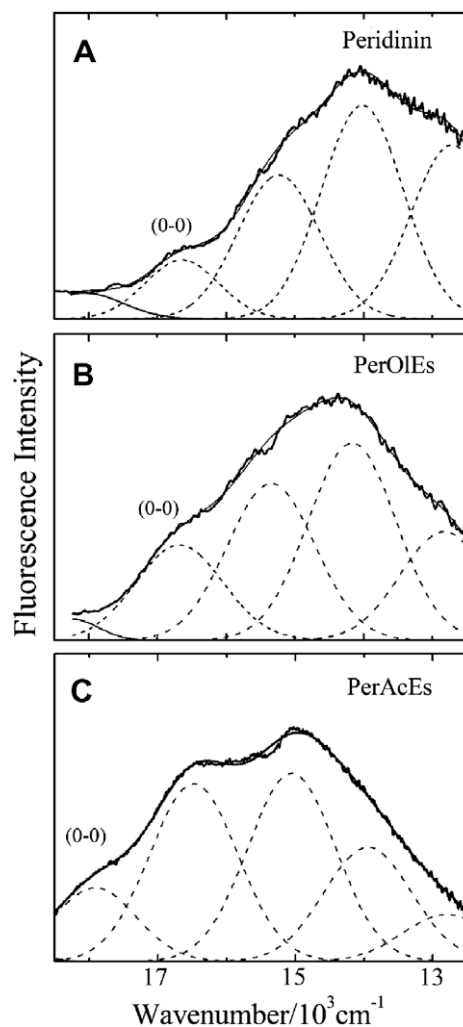 A
Peridinin
(0-0)
B
PerOlEs
(0-0)
C
PerAcEs
(0-0)
17 15 13
Fluorescence Intensity
Wavenumber/10³cm⁻¹